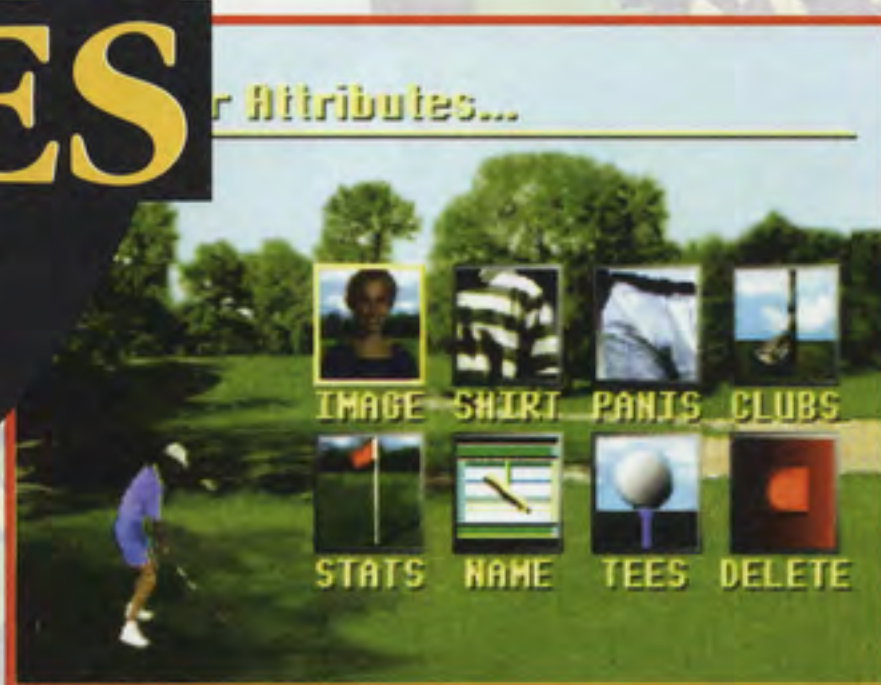 ES
r Attributes...
IMAGE SHIRT PANTS CLUBS
STATS NAME TEES DELETE